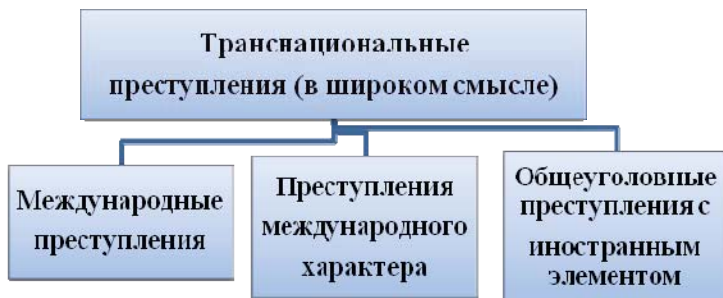 Транснациональные
преступления (в широком смысле)
Международные
преступления
Преступления
международного
характера
Общеуголовные
преступления с
иностранным
элементом